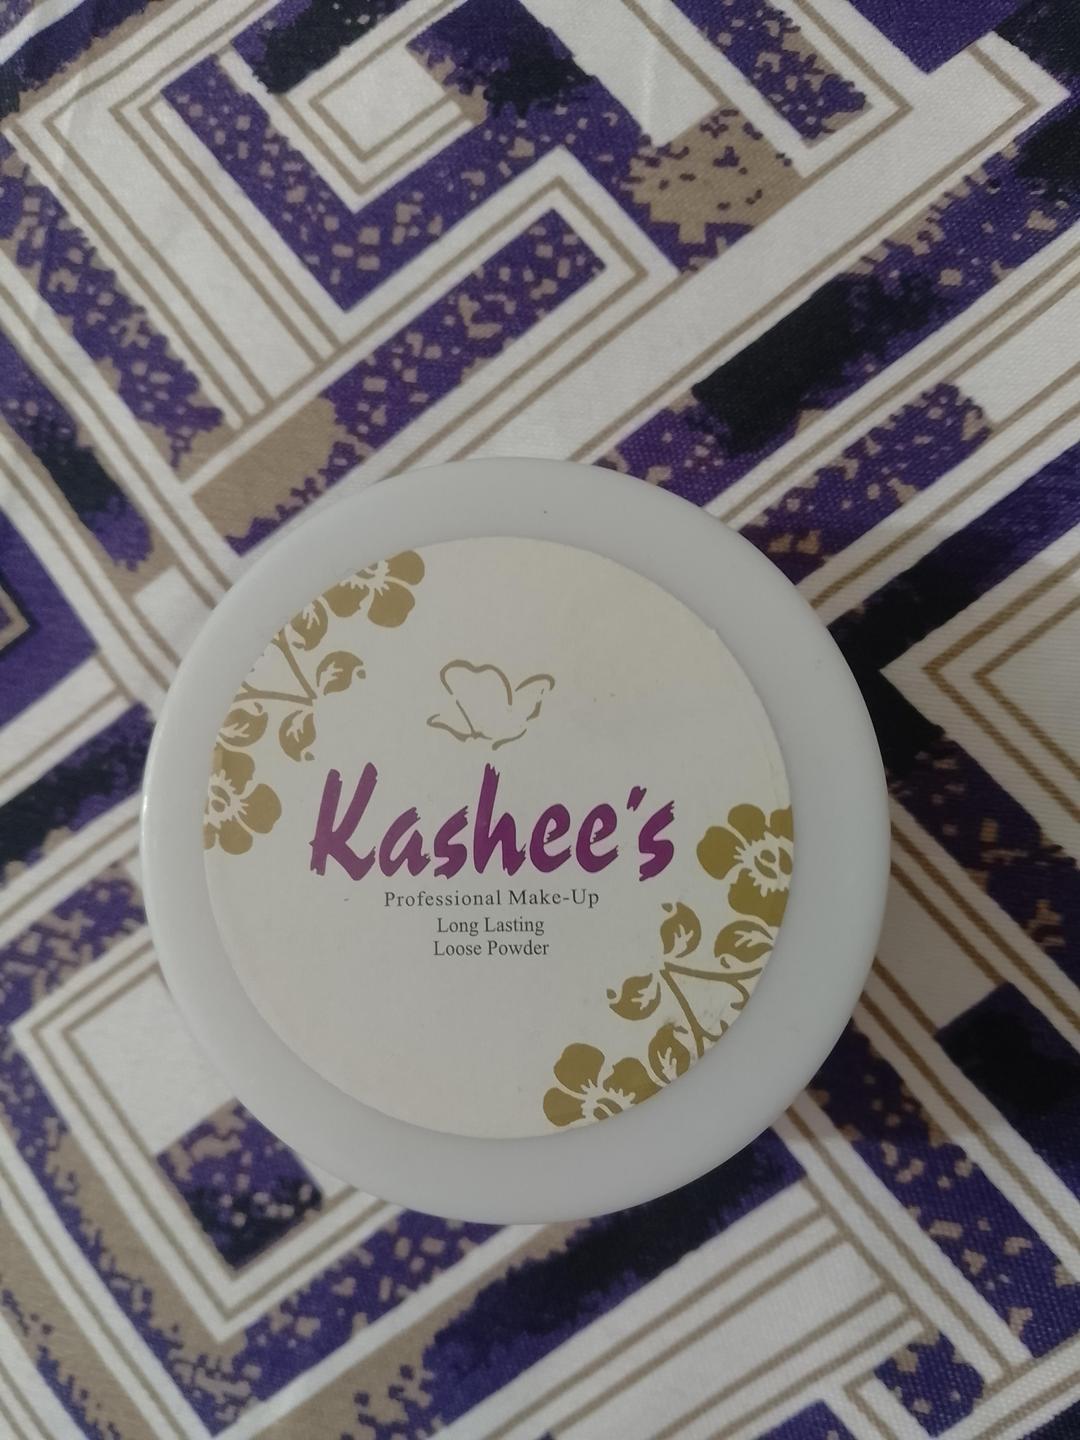 Kashee's
Professional Make-Up
Long Lasting
Loose Powder